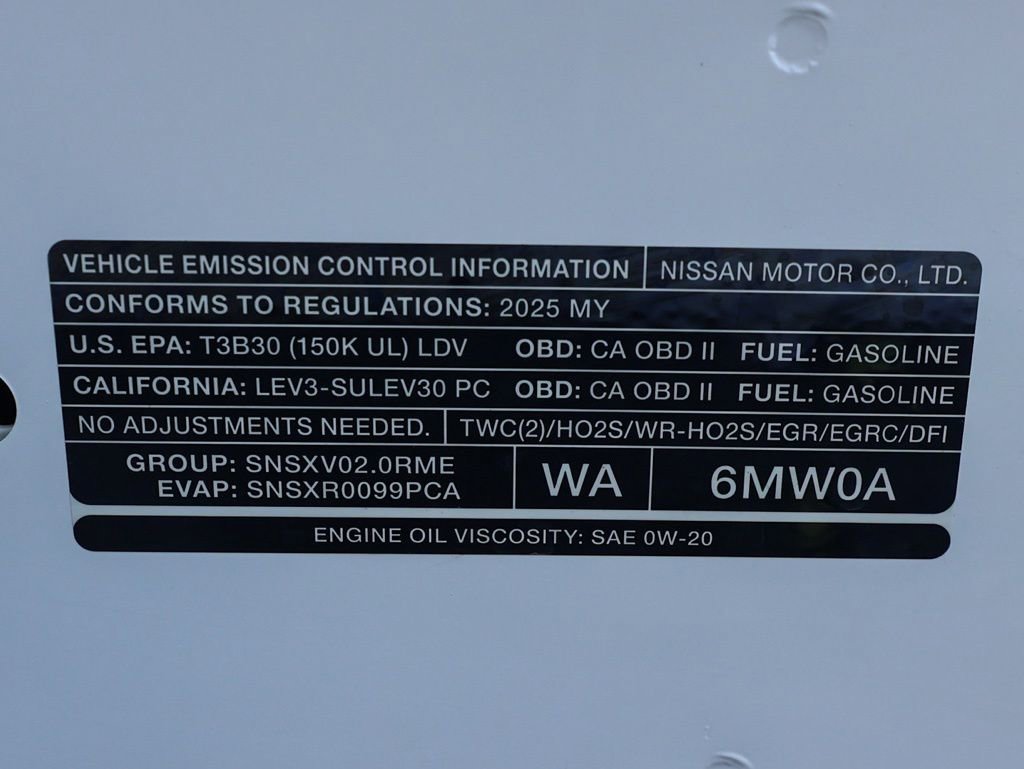 VEHICLE EMISSION CONTROL INFORMATION NISSAN MOTOR CO., LTD.
CONFORMS TO REGULATIONS: 2025 MY
U.S. EPA: T3B30 (150K UL) LDV OBD: CA OBD II FUEL: GASOLINE
CALIFORNIA: LEV3-SULEV30 PC OBD: CA OBD II FUEL: GASOLINE
NO ADJUSTMENTS NEEDED. TWC(2)/HO2S/WR-HO2S/EGR/EGRC/DFI
GROUP: SNSXV02.0RME
EVAP: SNSXR0099PCA
WA
6MW0A
ENGINE OIL VISCOSITY: SAE 0W-20